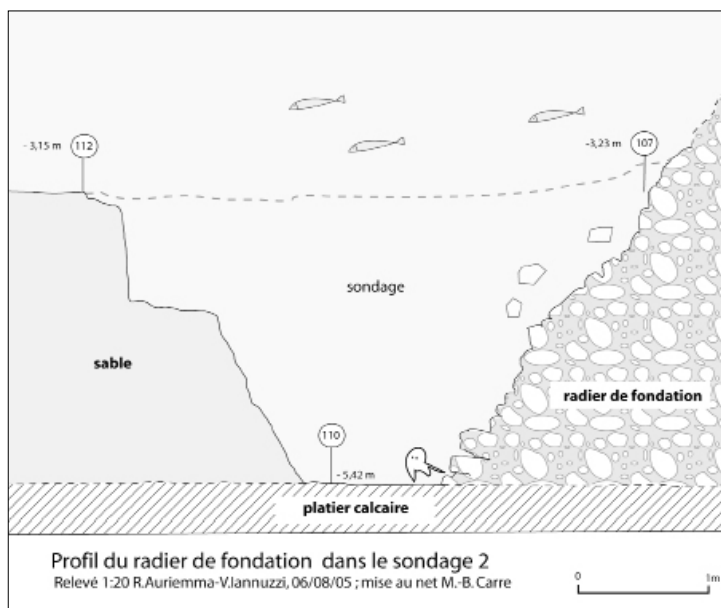 - 3,15 m 112
-3,23 m 107
sondage
sable
radier de fondation
110
- 5,42 m
platier calcaire
Profil du radier de fondation dans le sondage 2
Relevé 1:20 R.Auriemma-V.Iannuzzi, 06/08/05 ; mise au net M.-B. Carre
0 1m